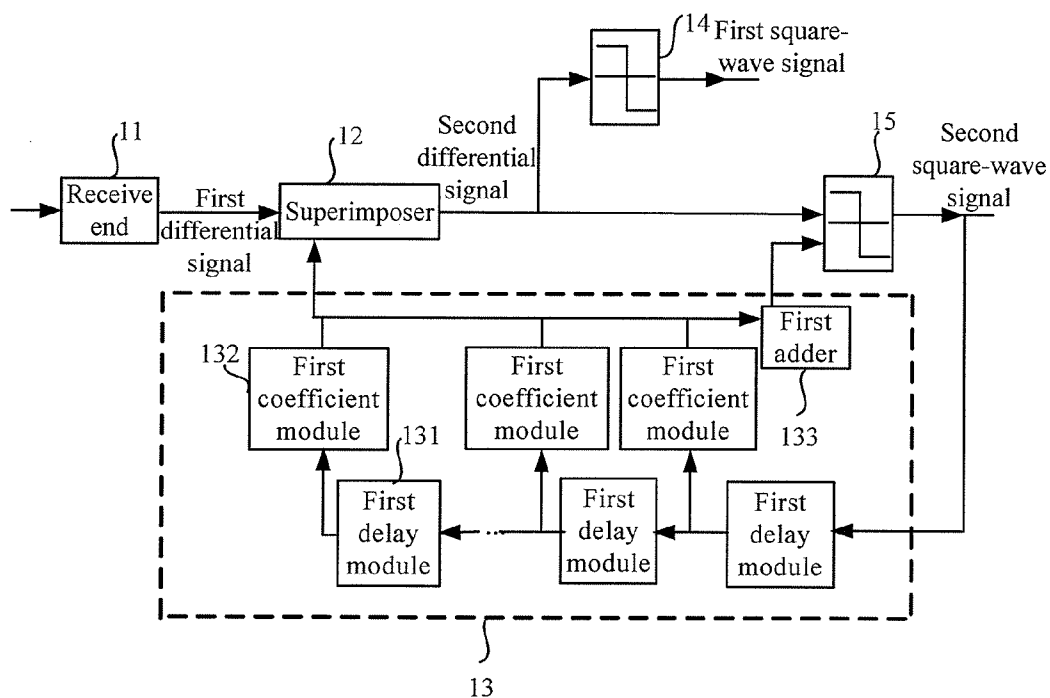 14
First square-
wave signal
11
12
Second
differential
signal
15
Second
square-wave
signal
Receive
end
First
differential
signal
Superimposer
132
First
coefficient
module
First
coefficient
module
First
coefficient
module
First
adder
133
131
First
delay
module
...
First
delay
module
First
delay
module
13